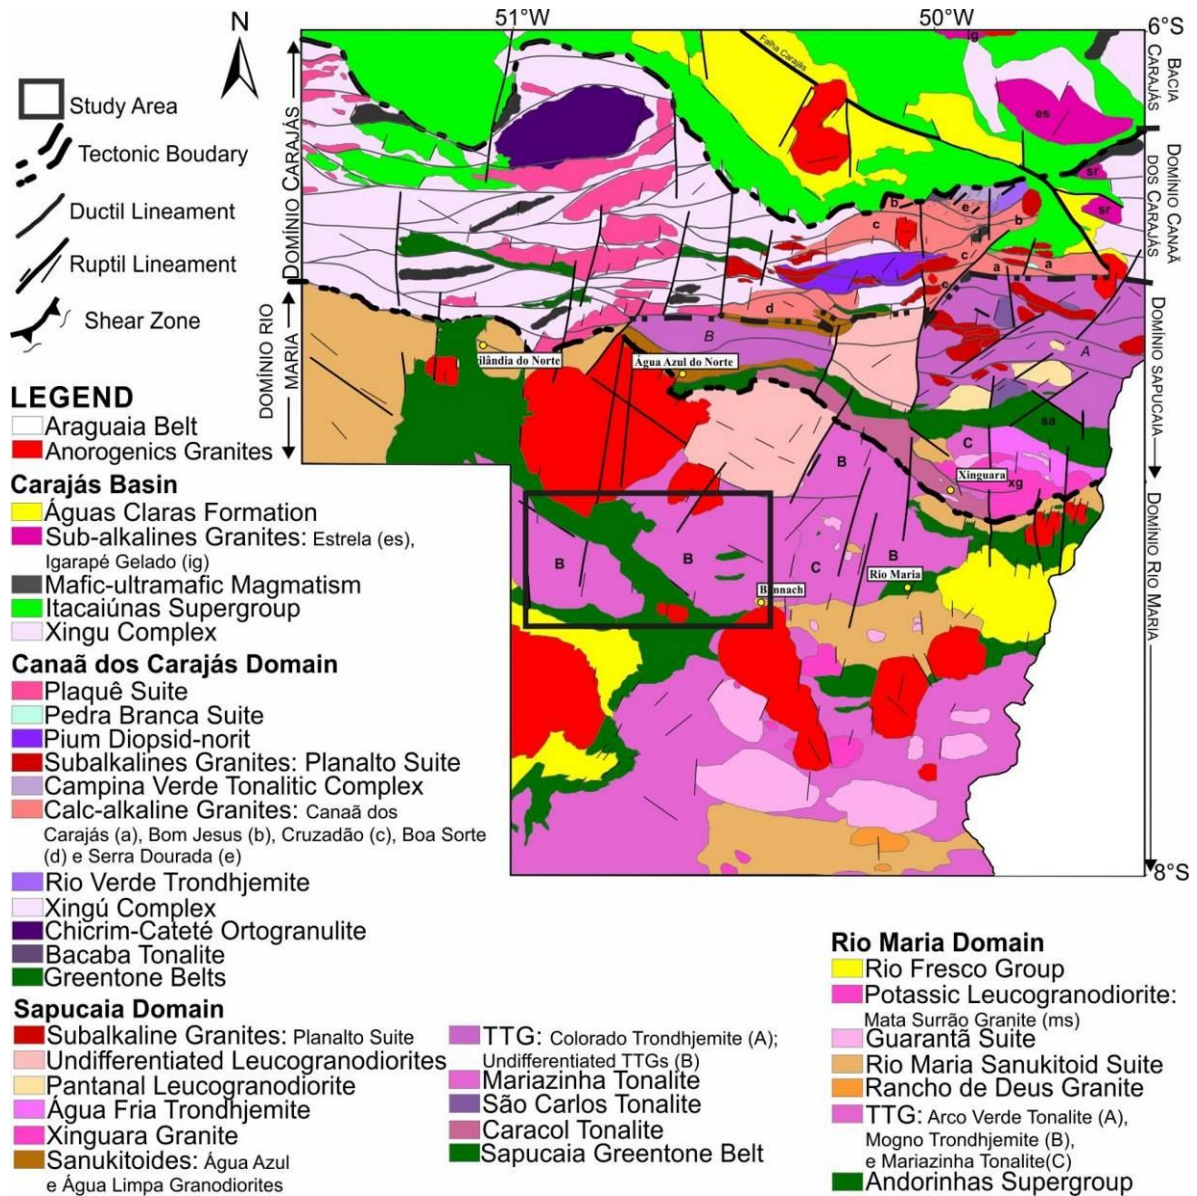 51°W
50°W
6°S
N
Falha Carajás
ig
BACIA
CARAJÁS
es
Study Area
Tectonic Boudary
DOMÍNIO CARAJÁS
DOMÍNIO CANAÃ
DOS CARAJÁS
sr
sr
b
e
b
c
Ductil Lineament
Ruptil Lineament
c
a
a
c
Shear Zone
d
DOMÍNIO RIO
MARIA
B
A
ilândia do Norte
Água Azul do Norte
DOMÍNIO SAPUCAIA
LEGEND
Araguaia Belt
Anorogenics Granites
sa
C
B
Xinguara
xg
Carajás Basin
Águas Claras Formation
Sub-alkalines Granites: Estrela (es),
Igarapé Gelado (ig)
Mafic-ultramafic Magmatism
Itacaiúnas Supergroup
Xingu Complex
B
B
B
C
Rio Maria
Bannach
DOMÍNIO RIO MARIA
Canaã dos Carajás Domain
Plaquê Suite
Pedra Branca Suite
Pium Diopsid-norit
Subalkalines Granites: Planalto Suite
Campina Verde Tonalitic Complex
Calc-alkaline Granites: Canaã dos
Carajás (a), Bom Jesus (b), Cruzadão (c), Boa Sorte
(d) e Serra Dourada (e)
8°S
Rio Verde Trondhjemite
Xingú Complex
Chicrim-Cateté Ortogranulite
Bacaba Tonalite
Greentone Belts
Sapucaia Domain
Subalkaline Granites: Planalto Suite
Undifferentiated Leucogranodiorites
Pantanal Leucogranodiorite
Água Fria Trondhjemite
Xinguara Granite
Sanukitoides: Água Azul
e Água Limpa Granodiorites
TTG: Colorado Trondhjemite (A);
Undifferentiated TTGs (B)
Mariazinha Tonalite
São Carlos Tonalite
Caracol Tonalite
Sapucaia Greentone Belt
Rio Maria Domain
Rio Fresco Group
Potassic Leucogranodiorite:
Mata Surrão Granite (ms)
Guarantã Suite
Rio Maria Sanukitoid Suite
Rancho de Deus Granite
TTG: Arco Verde Tonalite (A),
Mogno Trondhjemite (B),
e Mariazinha Tonalite(C)
Andorinhas Supergroup